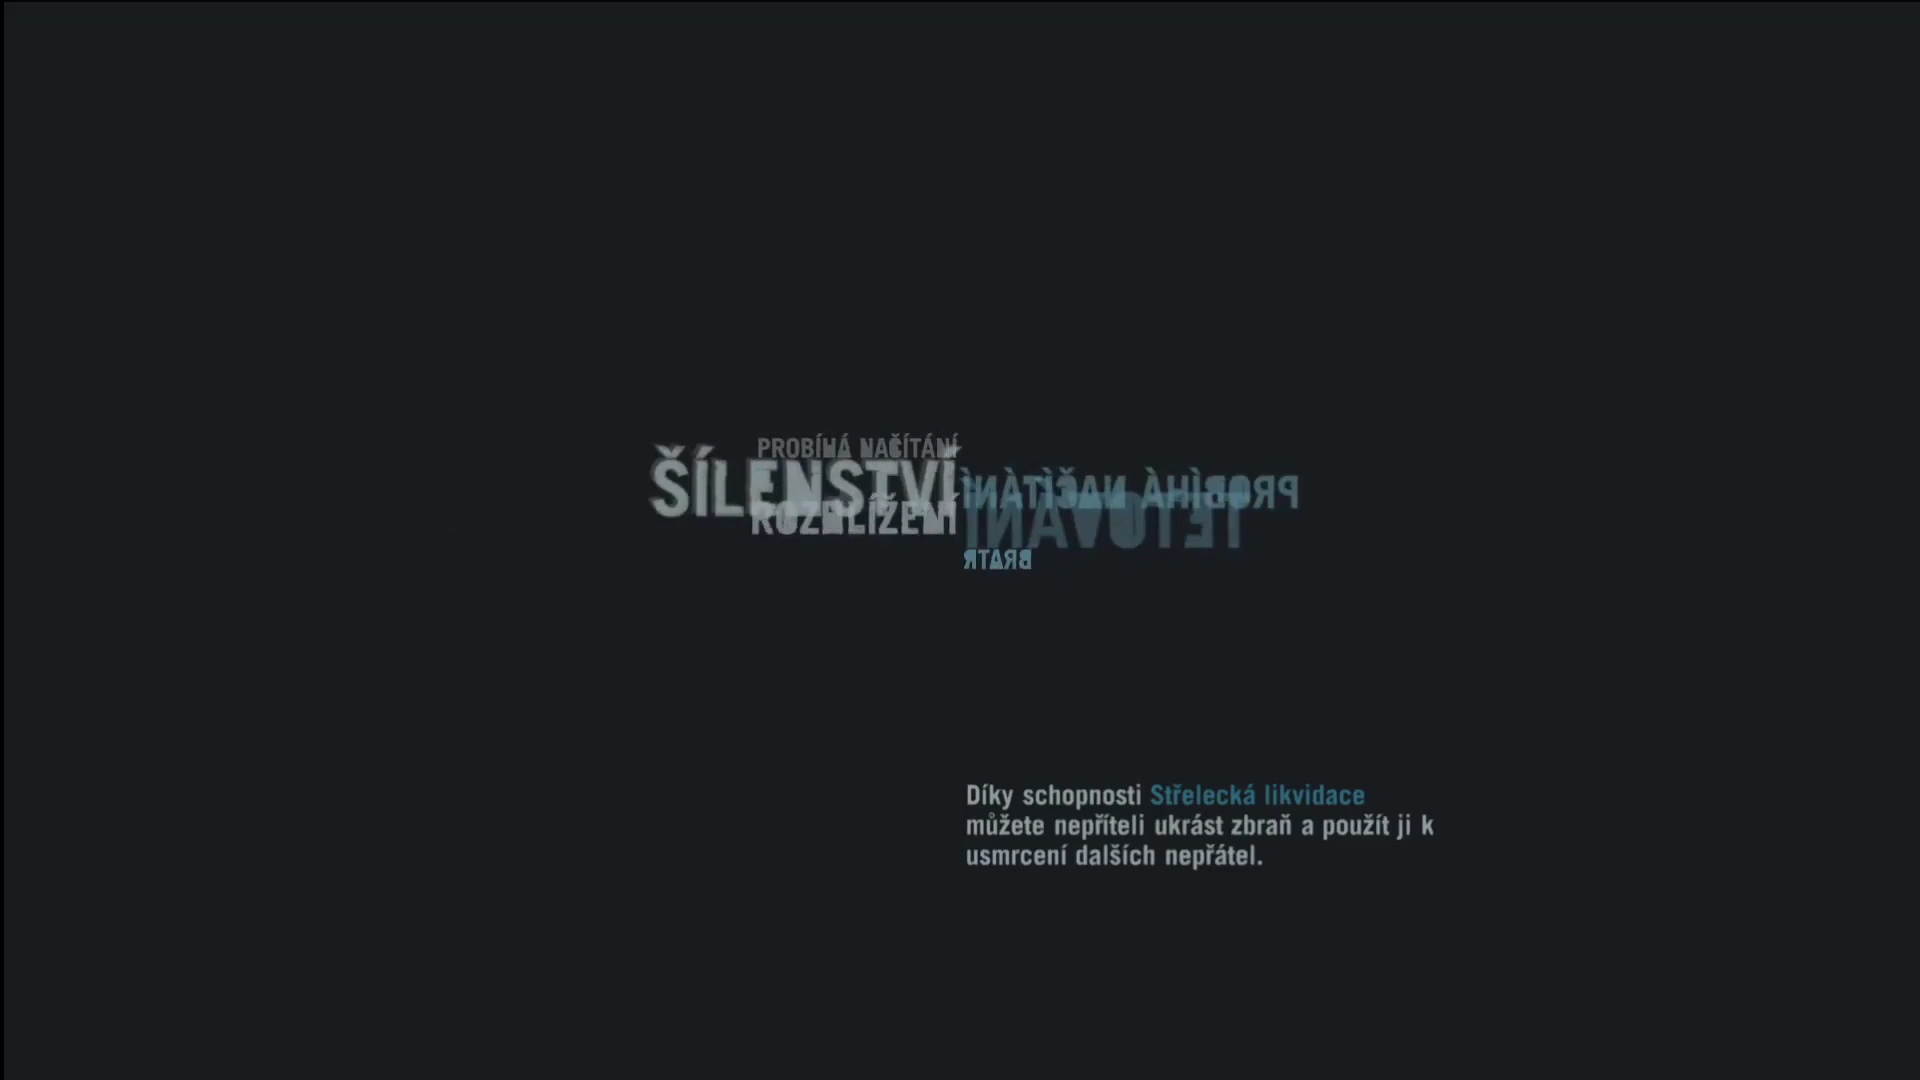 PROBÍHÁ NAČÍTÁNÍ
ŠÍLENSTVÍ
ROZHLÍŽENÍ
PROBÍHÁ NAČÍTÁNÍ
TETOVÁNÍ
BRATR
Díky schopnosti Střelecká likvidace
můžete nepříteli ukrást zbraň a použít ji k
usmrcení dalších nepřátel.